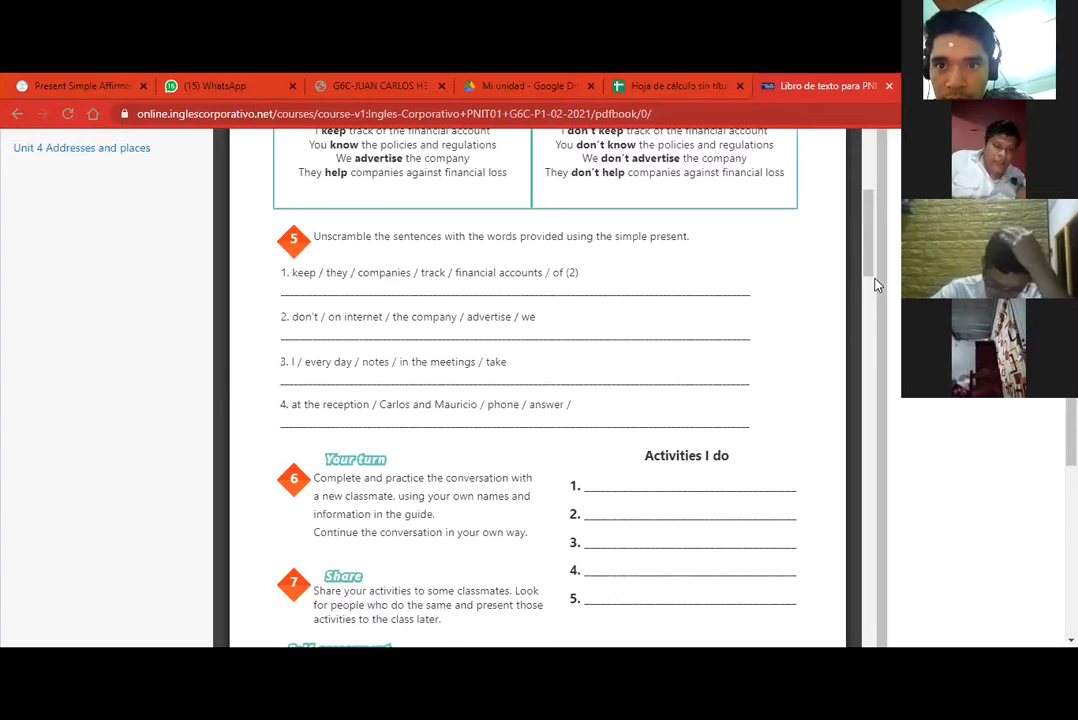 Present Simple Affirma
(15) WhatsApp
G6C-JUAN CARLOS HE
Mi unidad - Google Dr
Hoja de cálculo sin títu
Libro de texto para PNI
online.inglescorporativo.net/courses/course-v1:Ingles-Corporativo+PNIT01+G6C-P1-02-2021/pdfbook/0/
Unit 4 Addresses and places
I keep track of the financial account
You know the policies and regulations
We advertise the company
They help companies against financial loss
I don't keep track of the financial account
You don't know the policies and regulations
We don't advertise the company
They don't help companies against financial loss
5 Unscramble the sentences with the words provided using the simple present.
1. keep / they / companies / track / financial accounts / of (2)
2. don't / on internet / the company / advertise / we
3. I / every day / notes / in the meetings / take
4. at the reception / Carlos and Mauricio / phone / answer /
Your turn
6 Complete and practice the conversation with
a new classmate, using your own names and
information in the guide.
Continue the conversation in your own way.
7 Share
Share your activities to some classmates. Look
for people who do the same and present those
activities to the class later.
Activities I do
1.
2.
3.
4.
5.